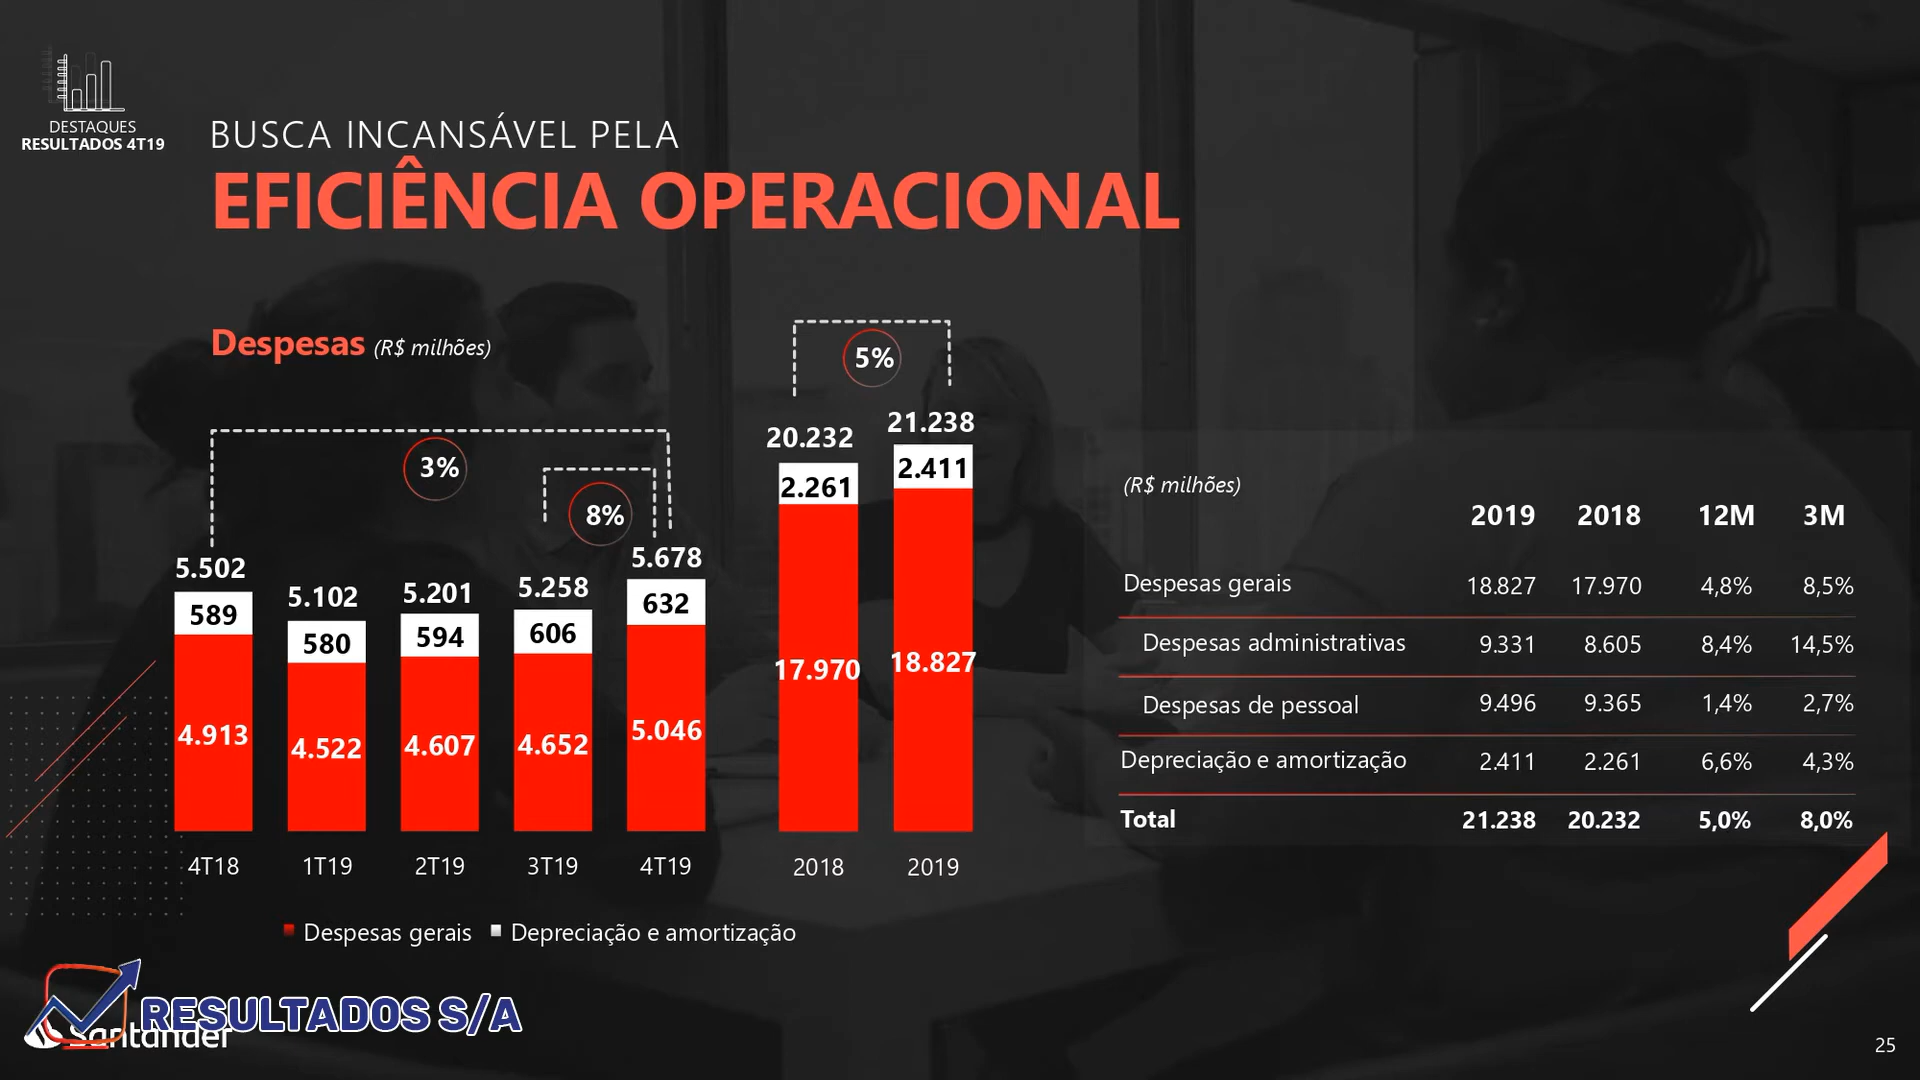 DESTAQUES
RESULTADOS 4T19
BUSCA INCANSÁVEL PELA
EFICIÊNCIA OPERACIONAL
Despesas (R$ milhões)
3%
8%
5%
5.502
5.102
5.201
5.258
5.678
20.232
21.238
589
580
594
606
632
2.261
2.411
4.913
4.522
4.607
4.652
5.046
17.970
18.827
4T18 1T19 2T19 3T19 4T19 2018 2019
Despesas gerais Depreciação e amortização
(R$ milhões)
2019 2018 12M 3M
Despesas gerais 18.827 17.970 4,8% 8,5%
Despesas administrativas 9.331 8.605 8,4% 14,5%
Despesas de pessoal 9.496 9.365 1,4% 2,7%
Depreciação e amortização 2.411 2.261 6,6% 4,3%
Total 21.238 20.232 5,0% 8,0%
RESULTADOS S/A
Santander
25